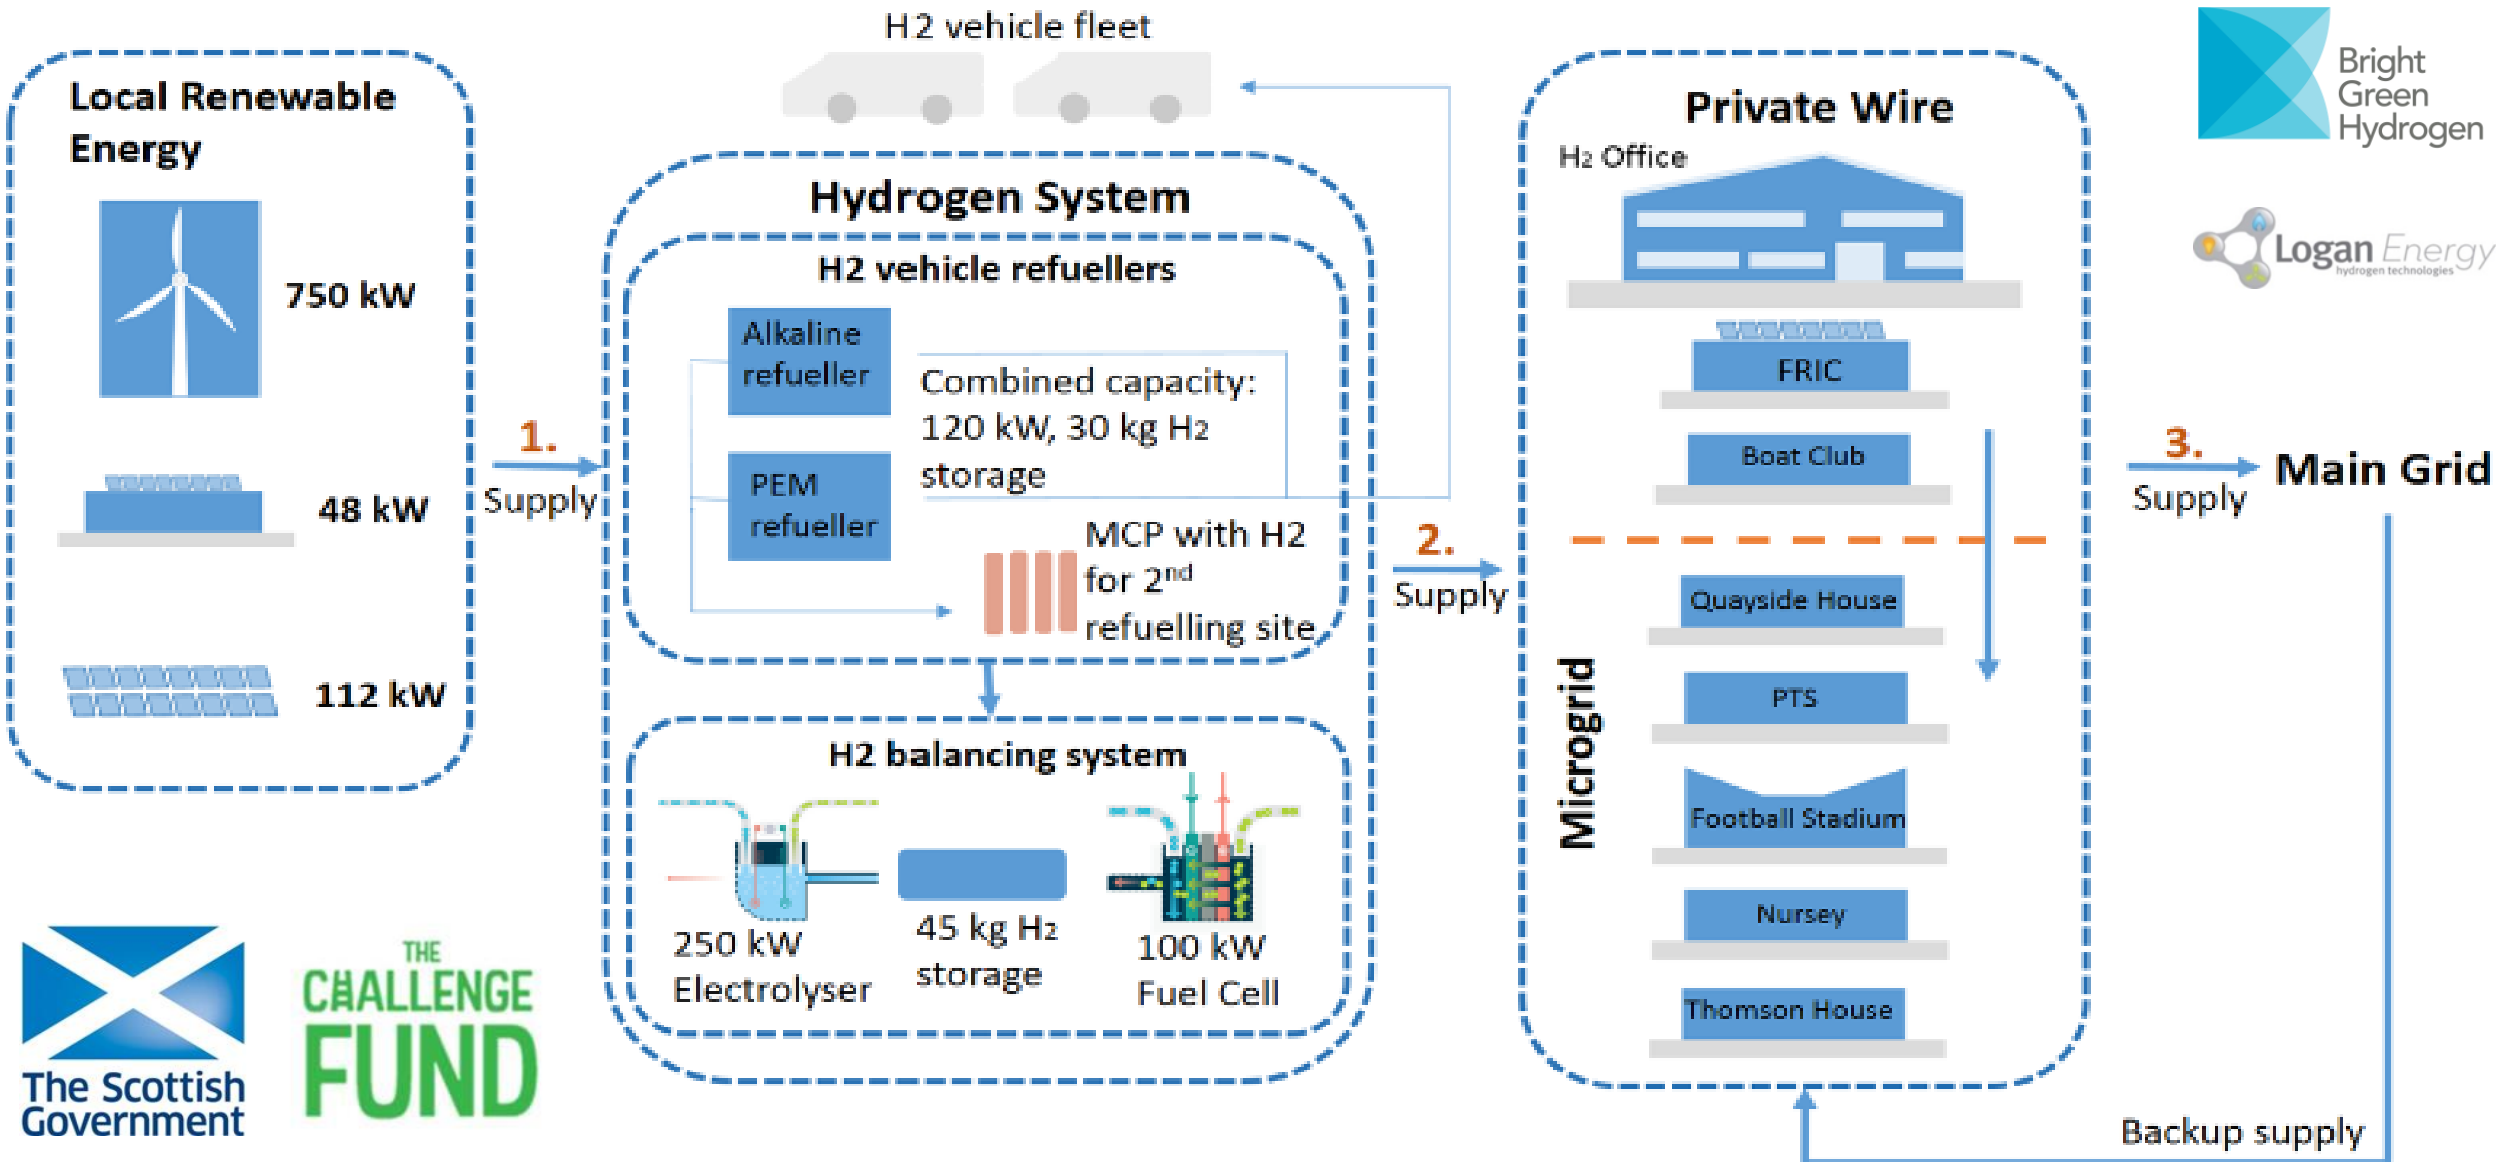 H2 vehicle fleet
Local Renewable
Energy
750 kW
48 kW
112 kW
1.
Supply
Hydrogen System
H2 vehicle refuellers
Alkaline
refueller
PEM
refueller
Combined capacity:
120 kW, 30 kg H₂
storage
MCP with H2
for 2ⁿᵈ
refuelling site
H2 balancing system
250 kW
Electrolyser
45 kg H₂
storage
100 kW
Fuel Cell
2.
Supply
Private Wire
H₂ Office
FRIC
Boat Club
Microgrid
Quayside House
PTS
Football Stadium
Nursey
Thomson House
3.
Supply
Main Grid
Backup supply
Bright
Green
Hydrogen
Logan Energy
hydrogen technologies
The Scottish
Government
THE
CHALLENGE
FUND